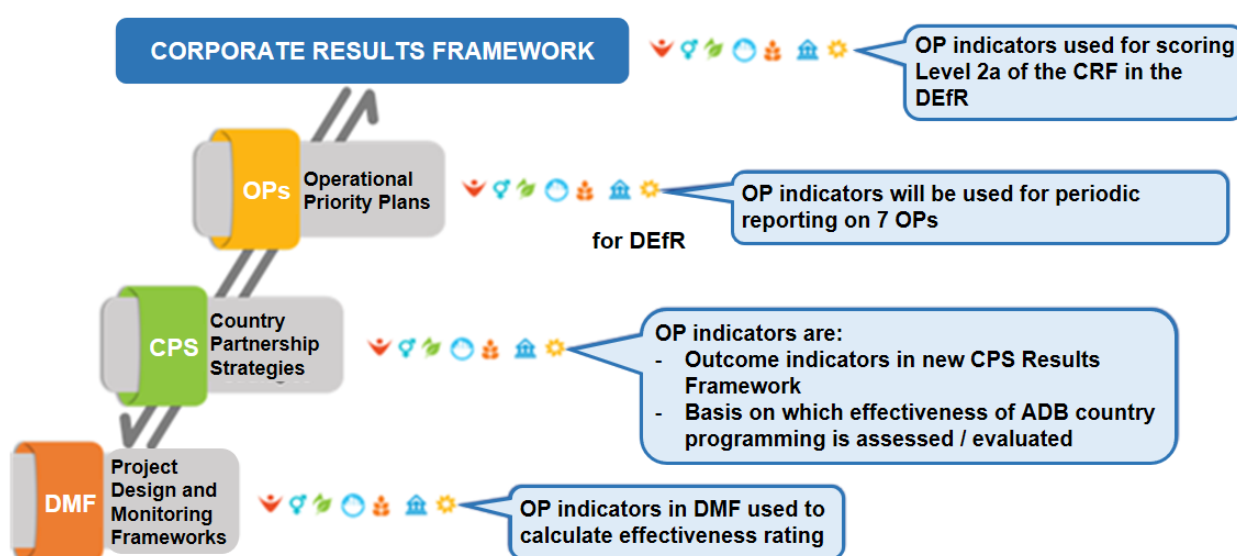 CORPORATE RESULTS FRAMEWORK
OP indicators used for scoring
Level 2a of the CRF in the
DEfR
OPs
Operational
Priority Plans
OP indicators will be used for periodic
reporting on 7 OPs
for DEfR
CPS
Country
Partnership
Strategies
OP indicators are:
- Outcome indicators in new CPS Results
Framework
- Basis on which effectiveness of ADB country
programming is assessed / evaluated
DMF
Project
Design and
Monitoring
Frameworks
OP indicators in DMF used to
calculate effectiveness rating